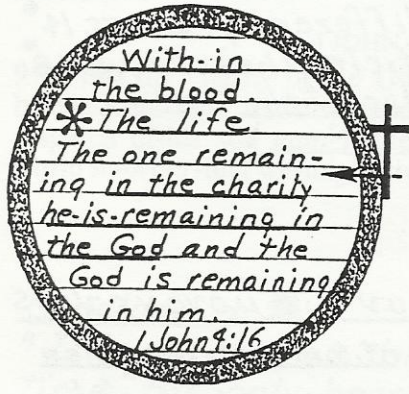 With-in
the blood.
* The life
The one remain-
ing in the charity
he-is-remaining in
the God and the
God is remaining
in him.
1 John 4:16